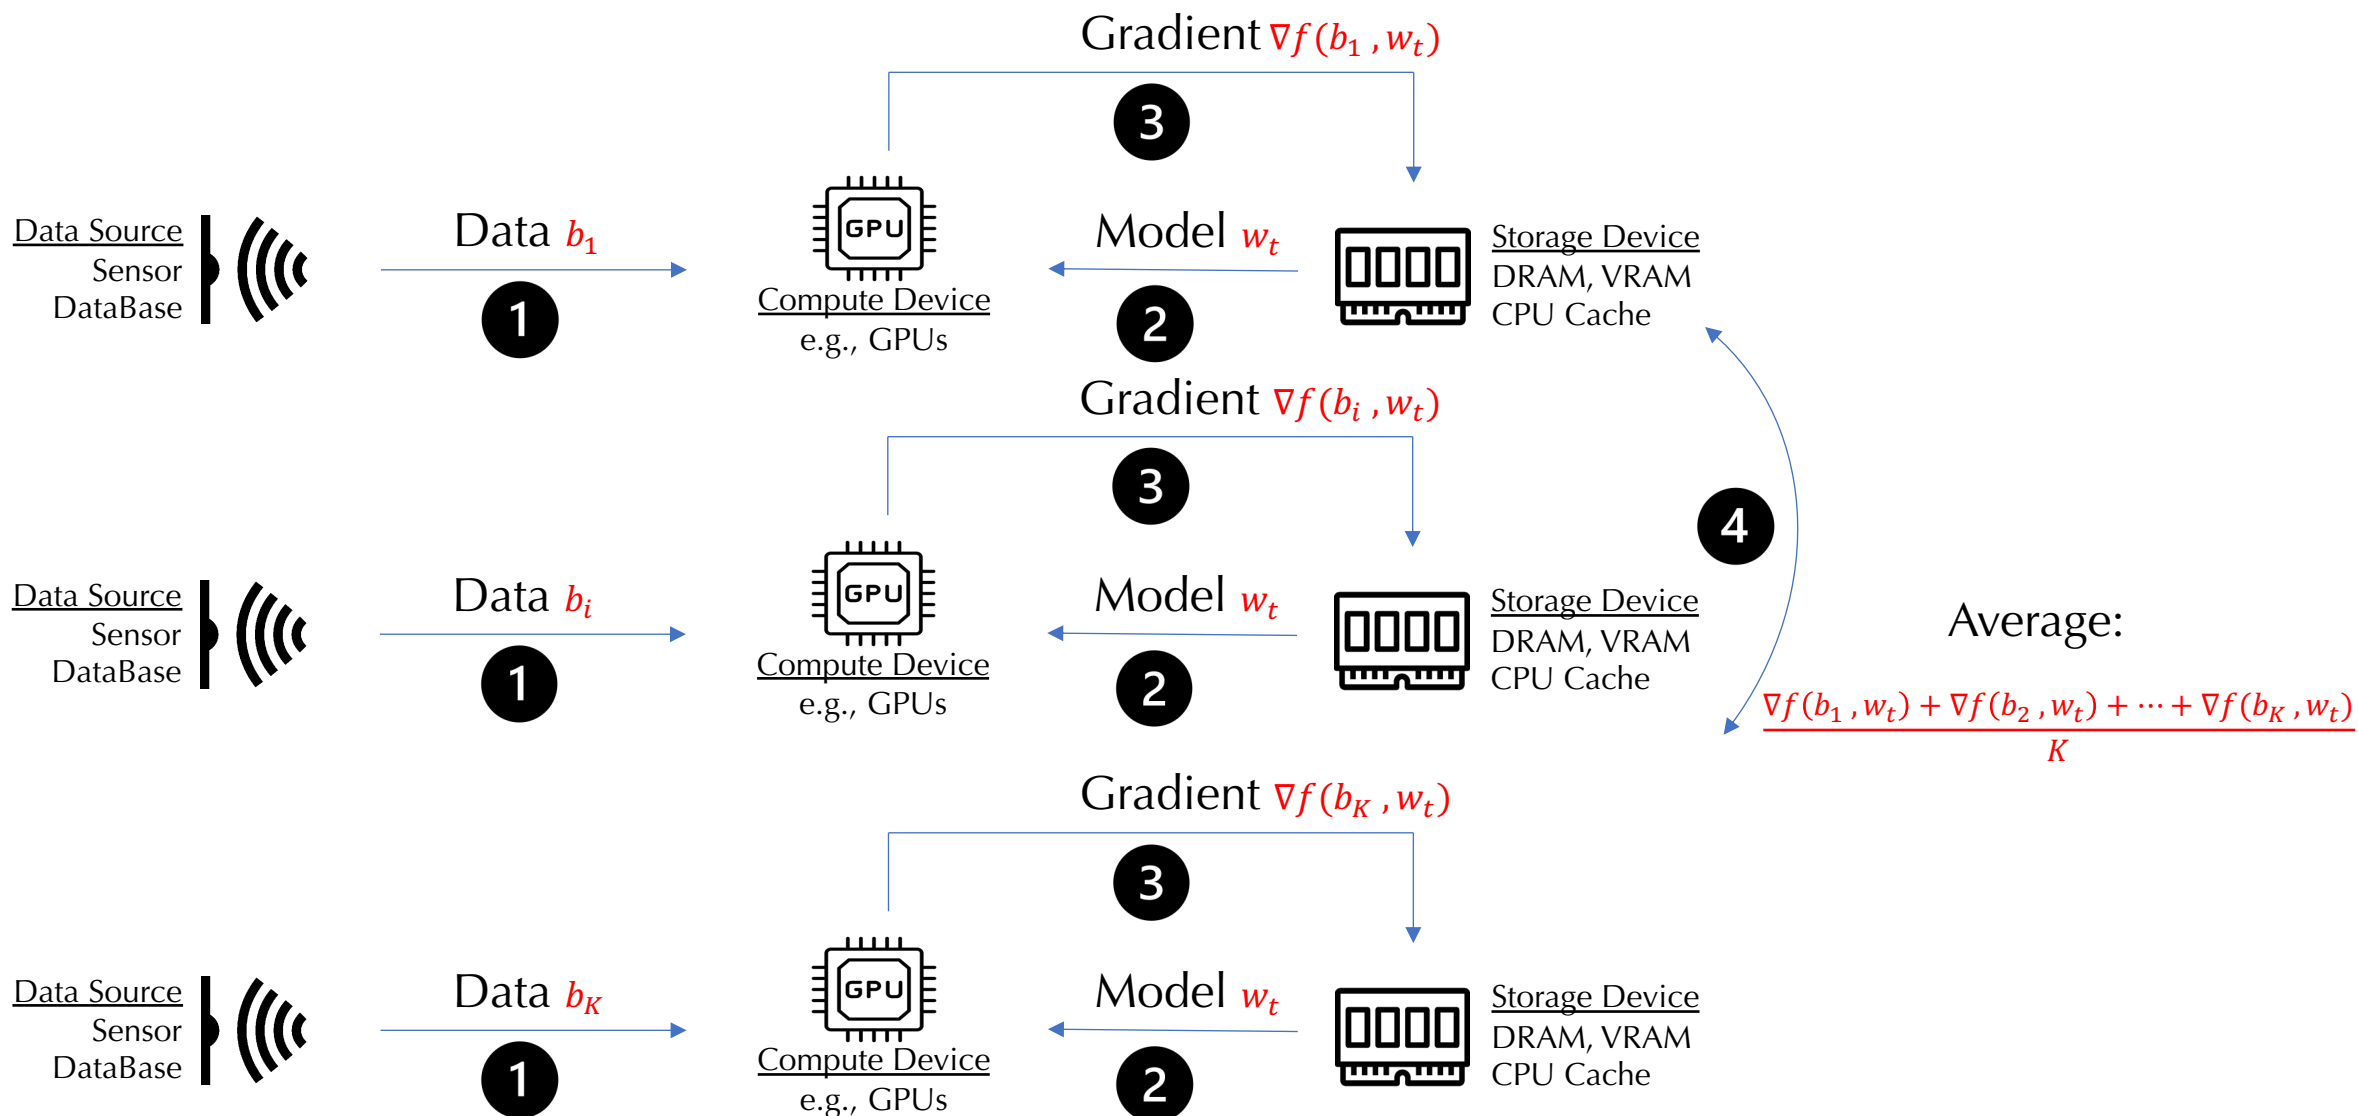 Gradient ∇f(b₁ , wₜ)
3
Data Source
Sensor
DataBase
Data b₁
1
GPU
Compute Device
e.g., GPUs
Model wₜ
2
Storage Device
DRAM, VRAM
CPU Cache
Gradient ∇f(bᵢ , wₜ)
3
Data Source
Sensor
DataBase
Data bᵢ
1
GPU
Compute Device
e.g., GPUs
Model wₜ
2
Storage Device
DRAM, VRAM
CPU Cache
4
Average:
∇f(b₁ , wₜ) + ∇f(b₂ , wₜ) + ⋯ + ∇f(b_K , wₜ)
K
Gradient ∇f(b_K , wₜ)
3
Data Source
Sensor
DataBase
Data b_K
1
GPU
Compute Device
e.g., GPUs
Model wₜ
2
Storage Device
DRAM, VRAM
CPU Cache